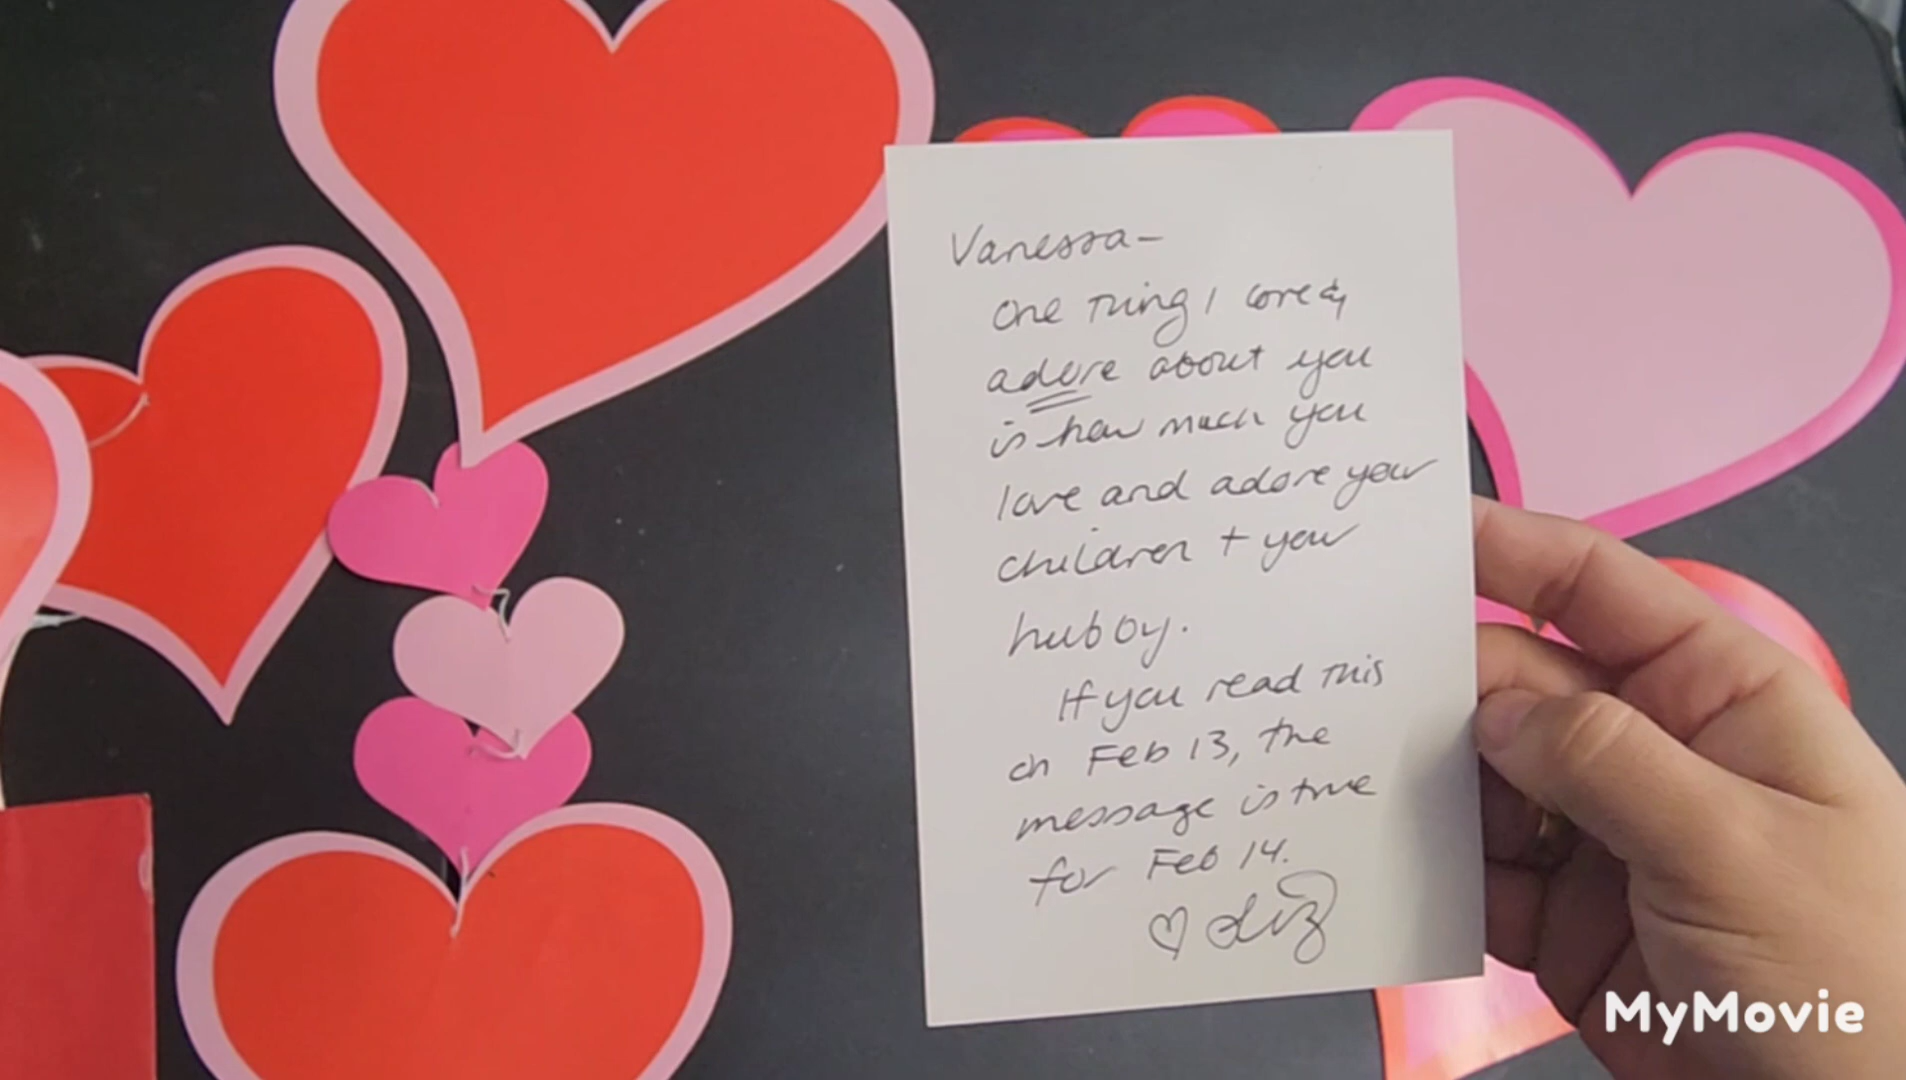 Vanessa-
One thing I love &
adore about you
is how much you
love and adore your
children + your
hubby.
If you read this
on Feb 13, the
message is true
for Feb 14.
♡ Liz
MyMovie